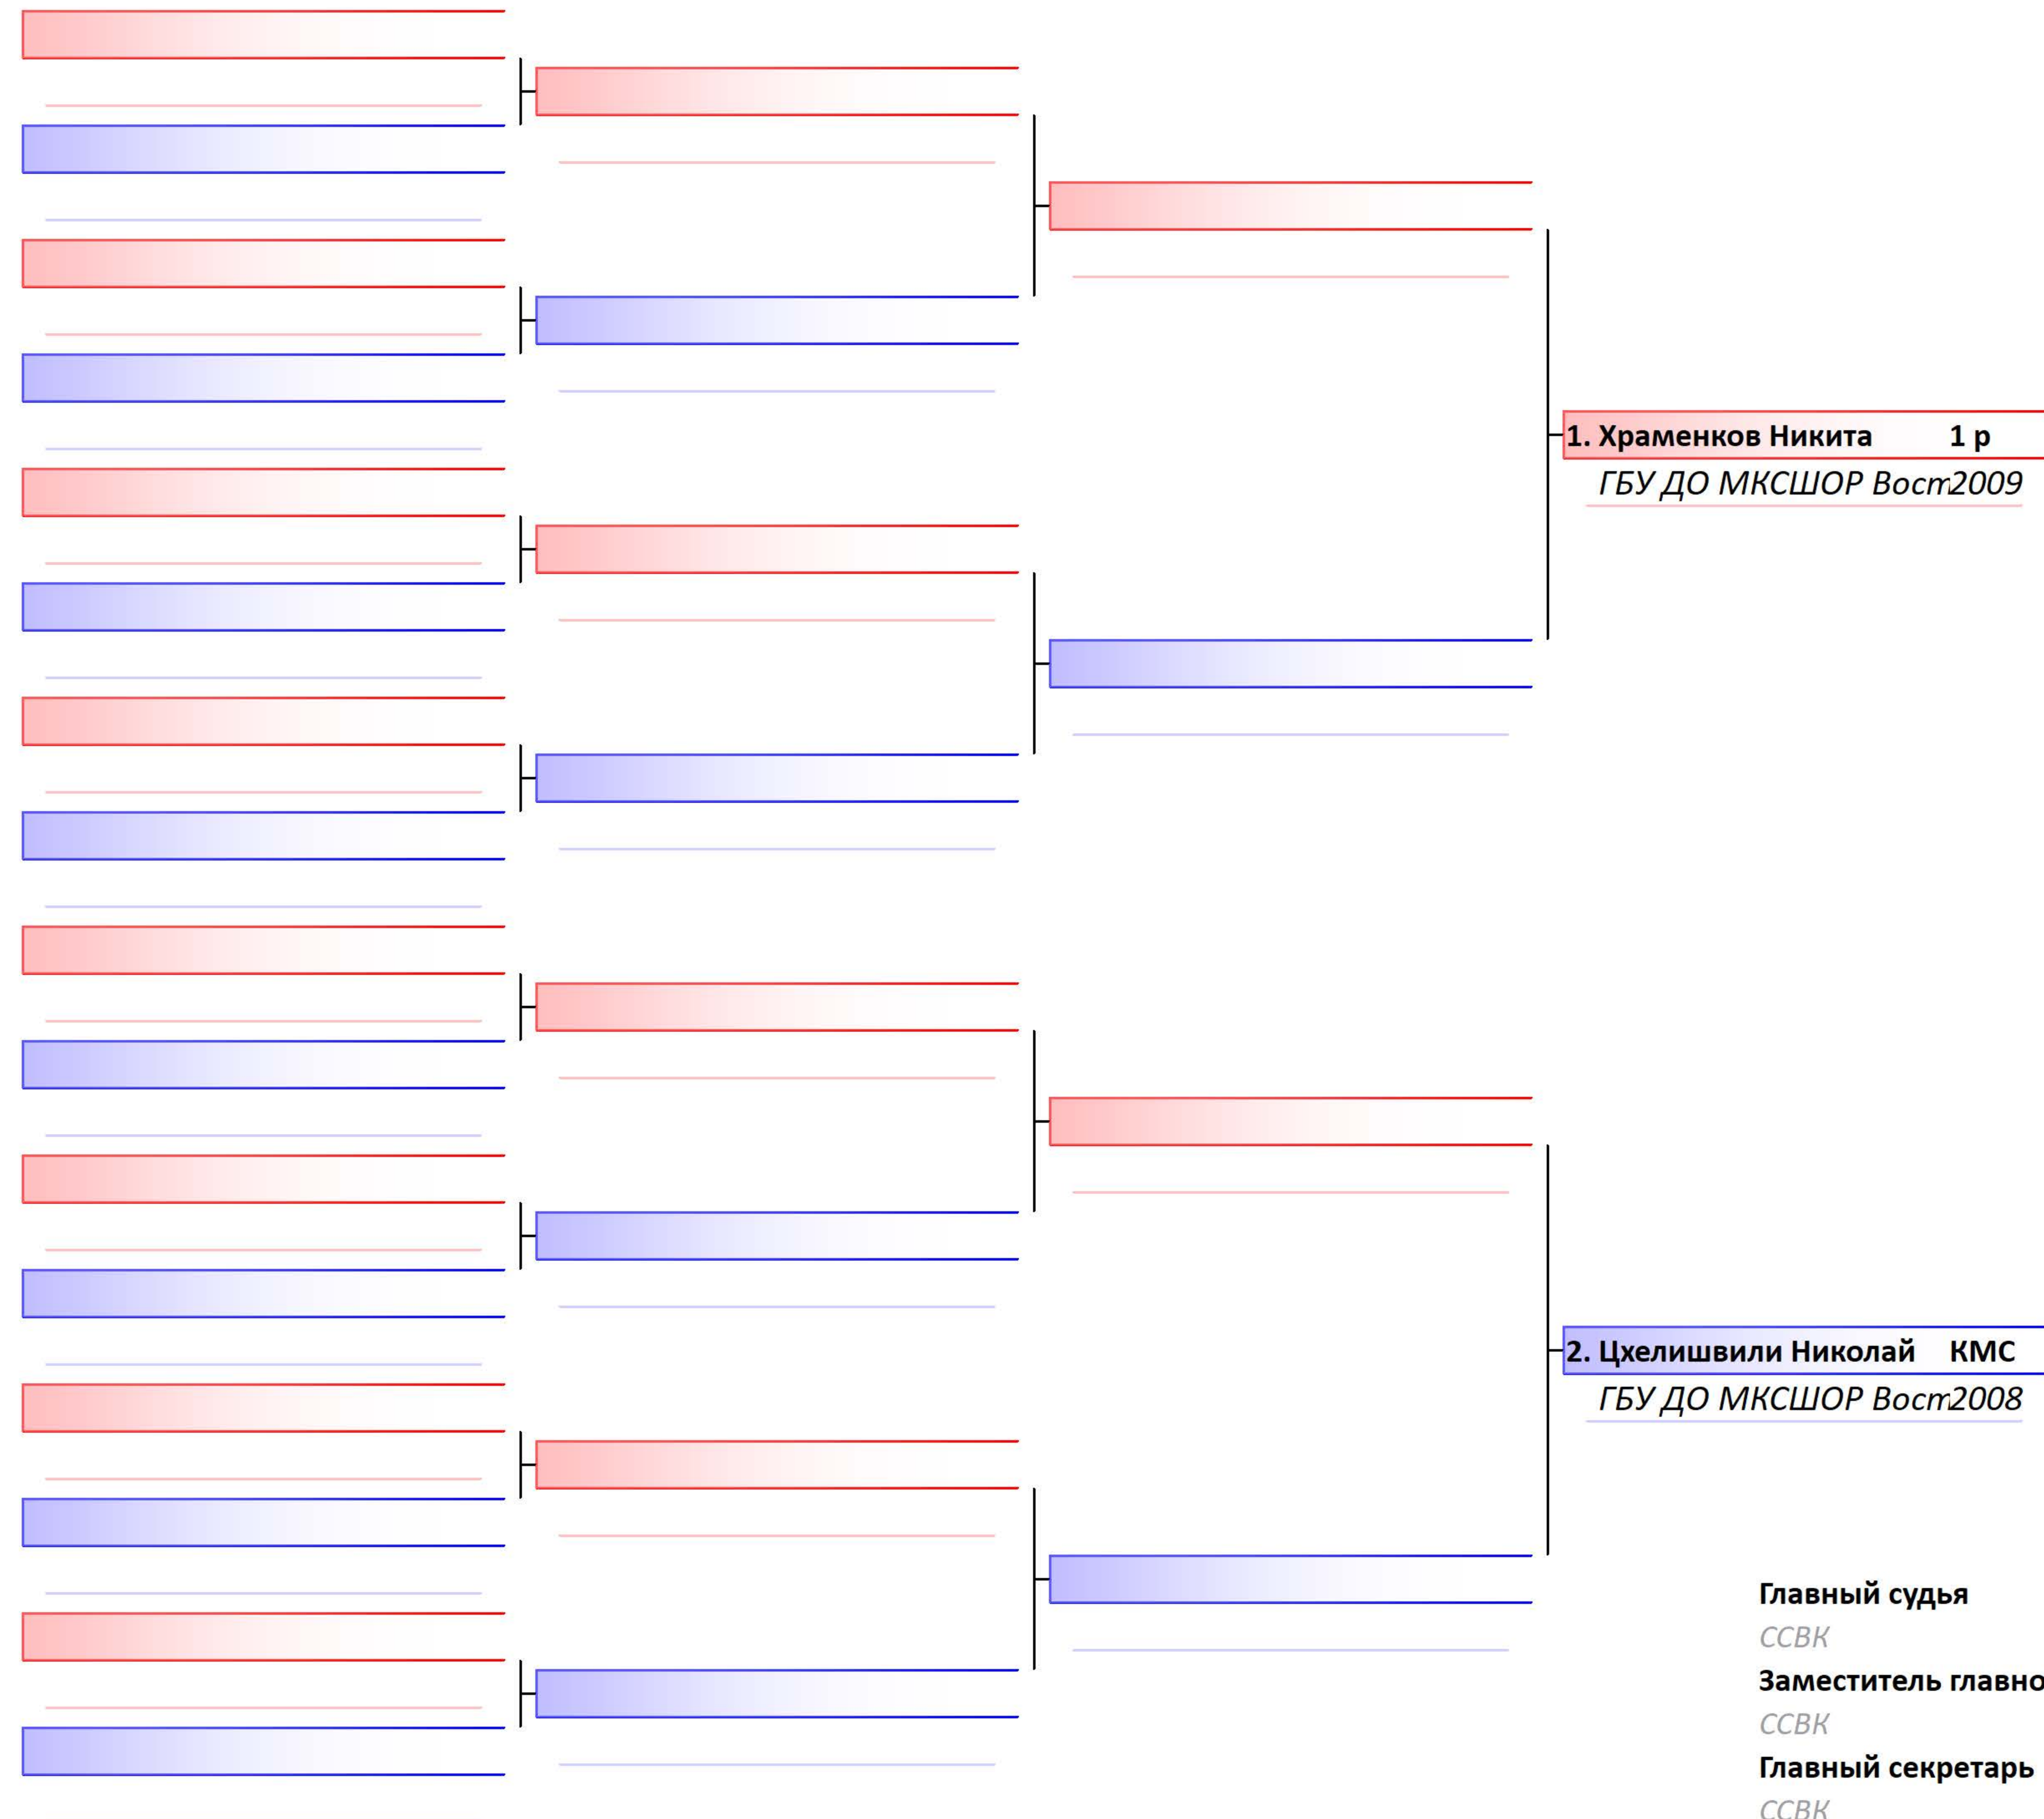 1. Храменков Никита 1 р
ГБУ ДО МКСШОР Вост2009
2. Цхелишвили Николай КМС
ГБУ ДО МКСШОР Вост2008
Главный судья
ССВК
Заместитель главно
ССВК
Главный секретарь
ССВК